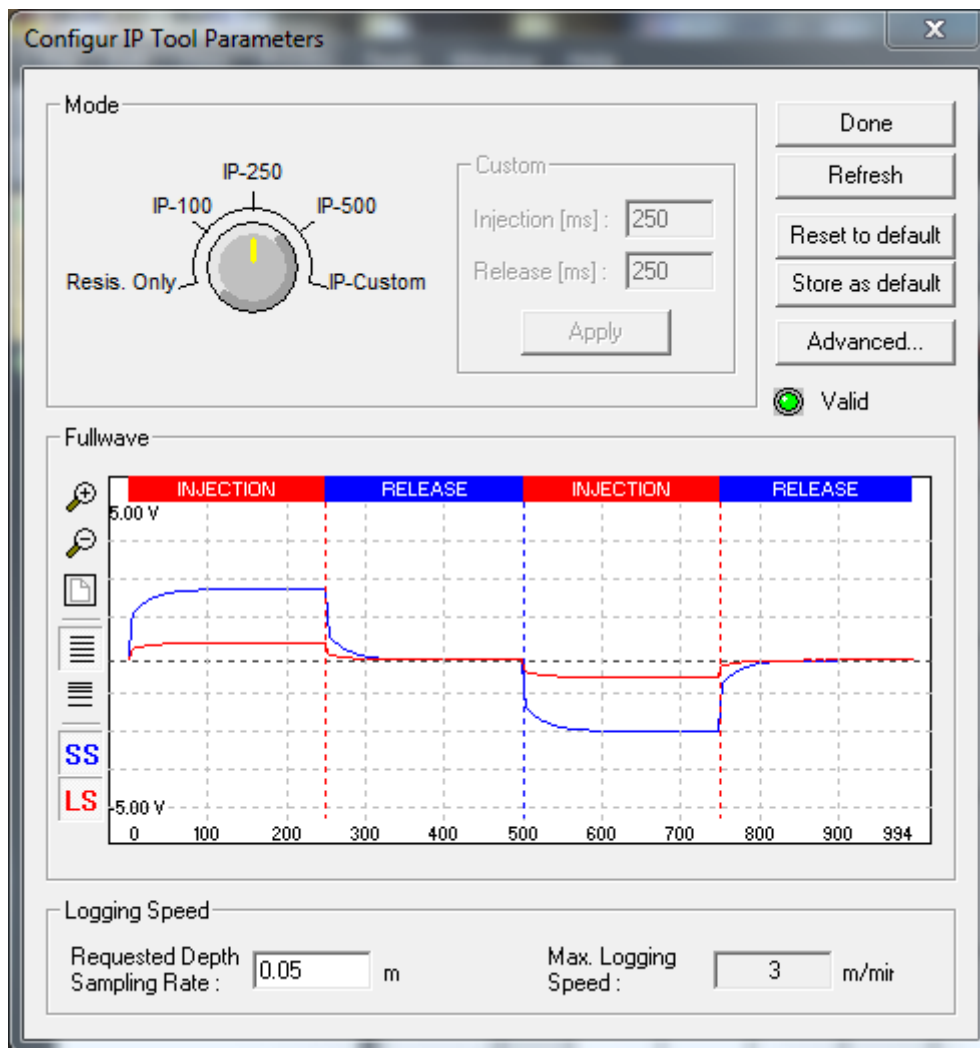 Configur IP Tool Parameters
x
Mode
IP-250
IP-100
IP-500
Resis. Only
IP-Custom
Custom
Injection [ms] :
250
Release [ms] :
250
Apply
Done
Refresh
Reset to default
Store as default
Advanced...
Valid
Fullwave
INJECTION RELEASE INJECTION RELEASE
5.00 V
SS
LS
-5.00 V
0 100 200 300 400 500 600 700 800 900 994
Logging Speed
Requested Depth
Sampling Rate :
0.05
m
Max. Logging
Speed :
3
m/mir